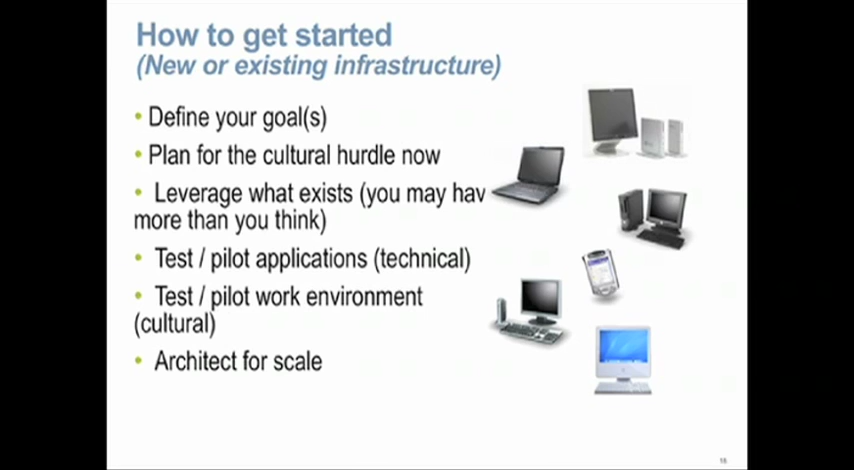 How to get started
(New or existing infrastructure)
• Define your goal(s)
• Plan for the cultural hurdle now
• Leverage what exists (you may hav
more than you think)
• Test / pilot applications (technical)
• Test / pilot work environment
(cultural)
• Architect for scale